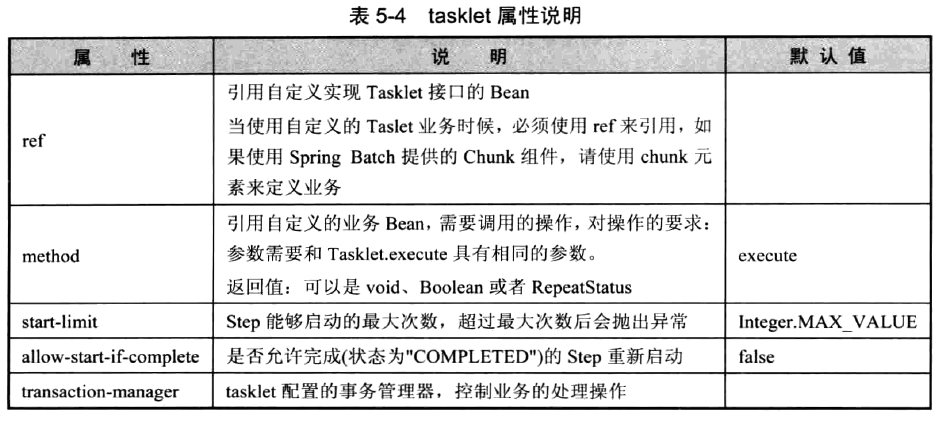 表 5-4 tasklet 属性说明
属 性 说 明 默 认 值
ref
引用自定义实现 Tasklet 接口的 Bean
当使用自定义的 Taslet 业务时候，必须使用 ref 来引用，如
果使用 Spring Batch 提供的 Chunk 组件，请使用 chunk 元
素来定义业务
method
引用自定义的业务 Bean，需要调用的操作，对操作的要求：
参数需要和 Tasklet.execute 具有相同的参数。
返回值：可以是 void、Boolean 或者 RepeatStatus
execute
start-limit Step 能够启动的最大次数，超过最大次数后会抛出异常 Integer.MAX_VALUE
allow-start-if-complete 是否允许完成(状态为"COMPLETED")的 Step 重新启动 false
transaction-manager tasklet 配置的事务管理器，控制业务的处理操作